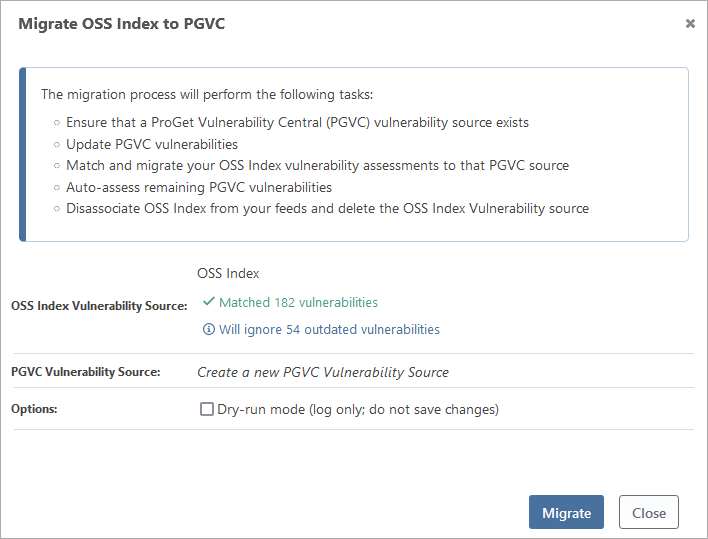 Migrate OSS Index to PGVC
The migration process will perform the following tasks:
Ensure that a ProGet Vulnerability Central (PGVC) vulnerability source exists
Update PGVC vulnerabilities
Match and migrate your OSS Index vulnerability assessments to that PGVC source
Auto-assess remaining PGVC vulnerabilities
Disassociate OSS Index from your feeds and delete the OSS Index Vulnerability source
OSS Index
OSS Index Vulnerability Source:
Matched 182 vulnerabilities
Will ignore 54 outdated vulnerabilities
PGVC Vulnerability Source: Create a new PGVC Vulnerability Source
Options: Dry-run mode (log only; do not save changes)
Migrate Close